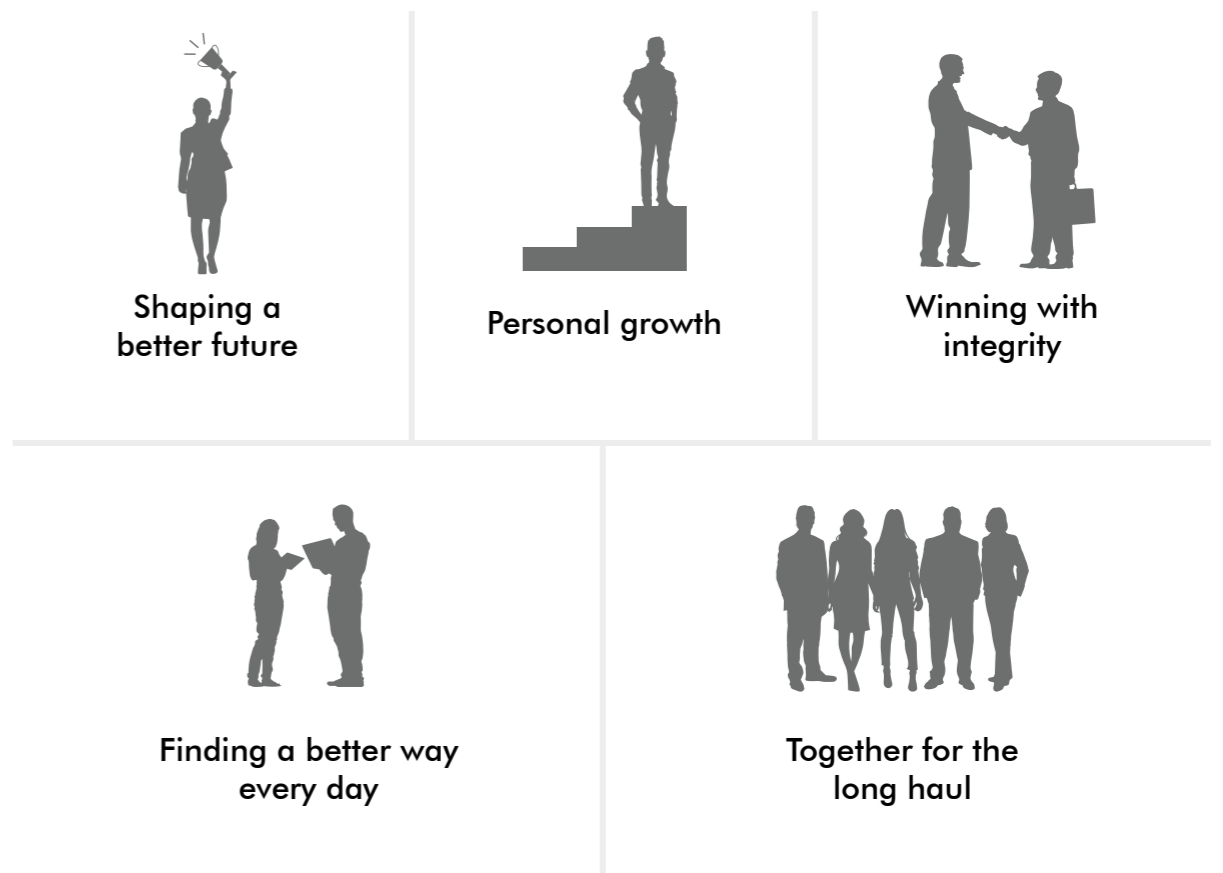 Shaping a
better future
Personal growth
Winning with
integrity
Finding a better way
every day
Together for the
long haul